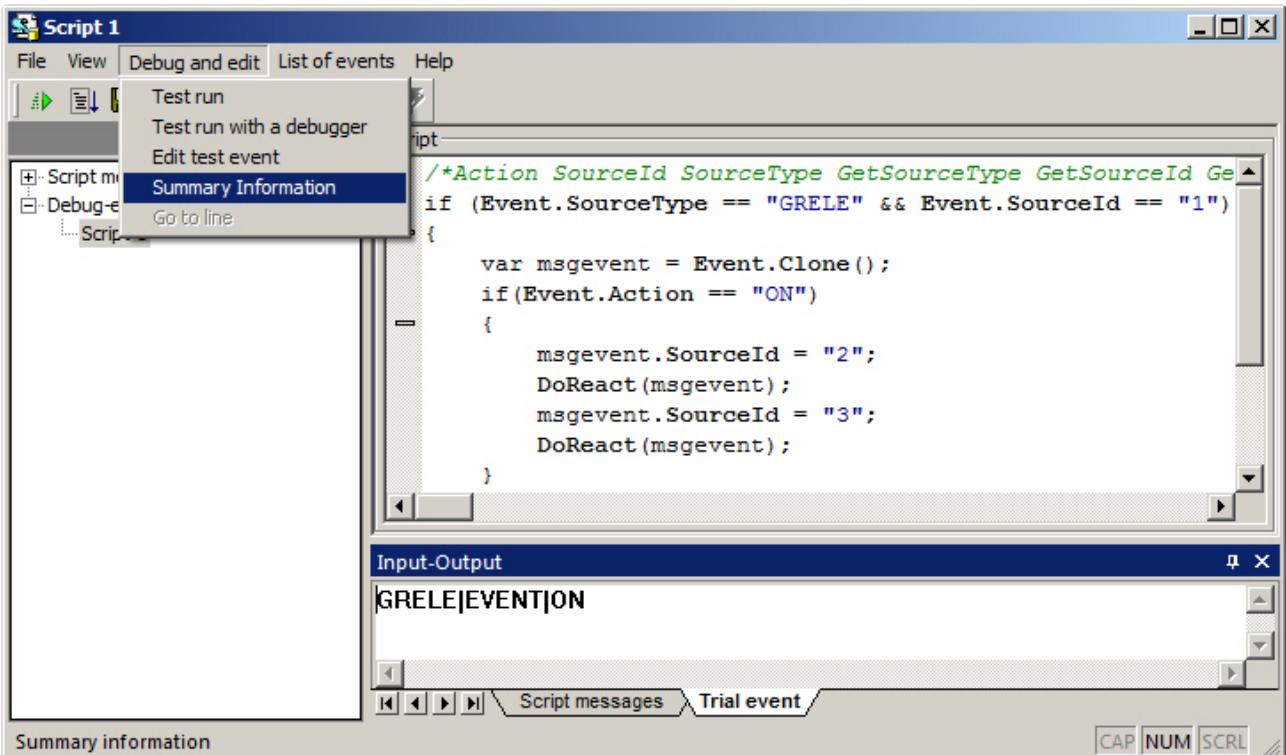 Script 1
File View Debug and edit List of events Help
Test run
Test run with a debugger
Edit test event
Summary Information
Go to line
Script m
Debug-e
Scrip
ipt
/*Action SourceId SourceType GetSourceType GetSourceId Ge
if (Event.SourceType == "GRELE" && Event.SourceId == "1")
{
var msgevent = Event.Clone();
if(Event.Action == "ON")
{
msgevent.SourceId = "2";
DoReact(msgevent);
msgevent.SourceId = "3";
DoReact(msgevent);
}
Input-Output
GRELE|EVENT|ON
Script messages Trial event
Summary information CAP NUM SCRL